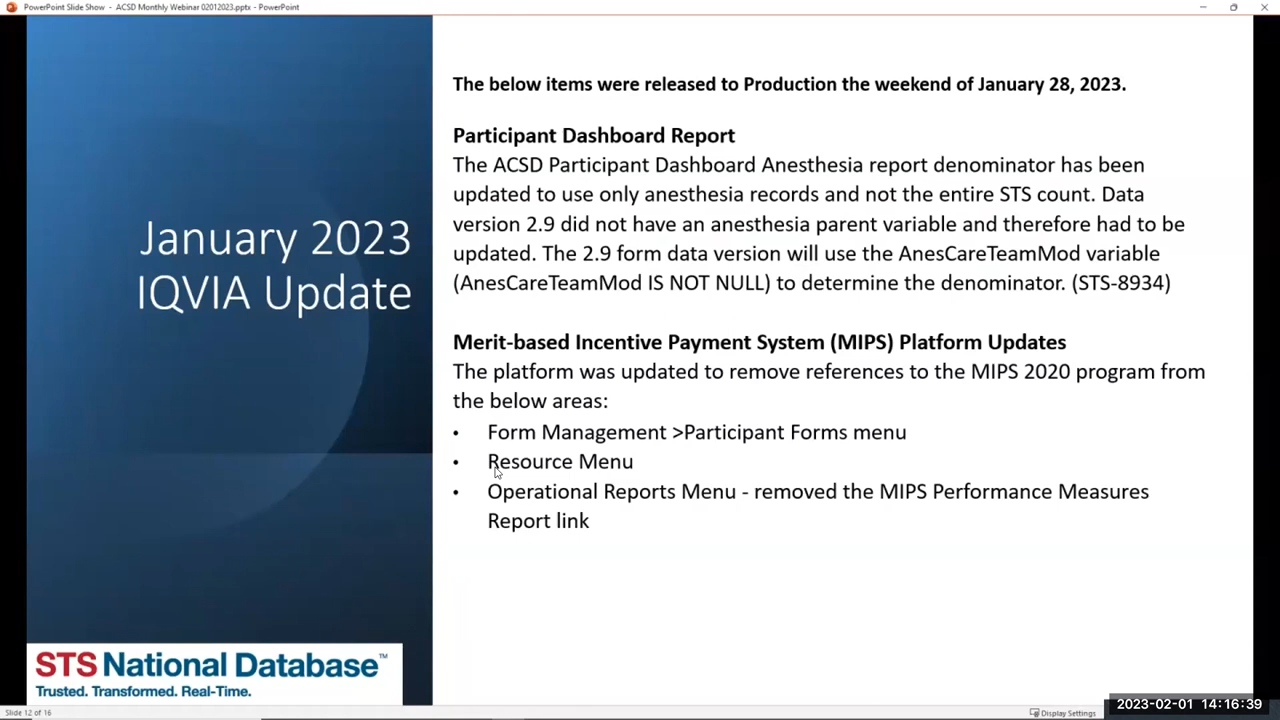 PowerPoint Slide Show - ACSD Monthly Webinar 02012023.pptx - PowerPoint
January 2023
IQVIA Update
The below items were released to Production the weekend of January 28, 2023.
Participant Dashboard Report
The ACSD Participant Dashboard Anesthesia report denominator has been
updated to use only anesthesia records and not the entire STS count. Data
version 2.9 did not have an anesthesia parent variable and therefore had to be
updated. The 2.9 form data version will use the AnesCareTeamMod variable
(AnesCareTeamMod IS NOT NULL) to determine the denominator. (STS-8934)
Merit-based Incentive Payment System (MIPS) Platform Updates
The platform was updated to remove references to the MIPS 2020 program from
the below areas:
• Form Management >Participant Forms menu
• Resource Menu
• Operational Reports Menu - removed the MIPS Performance Measures
Report link
STS National Database™
Trusted. Transformed. Real-Time.
Slide 12 of 16
Display Settings
2023-02-01 14:16:39